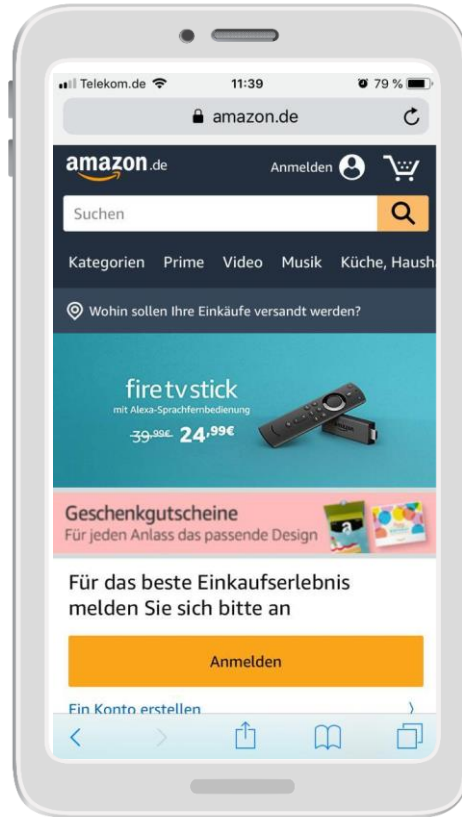 Telekom.de 11:39 79 %
amazon.de
amazon.de Anmelden
Suchen
Kategorien Prime Video Musik Küche, Haush
Wohin sollen Ihre Einkäufe versandt werden?
fire tv stick
mit Alexa-Sprachfernbedienung
39,99€ 24,99€
Geschenkgutscheine
Für jeden Anlass das passende Design
a
Für das beste Einkaufserlebnis
melden Sie sich bitte an
Anmelden
Ein Konto erstellen